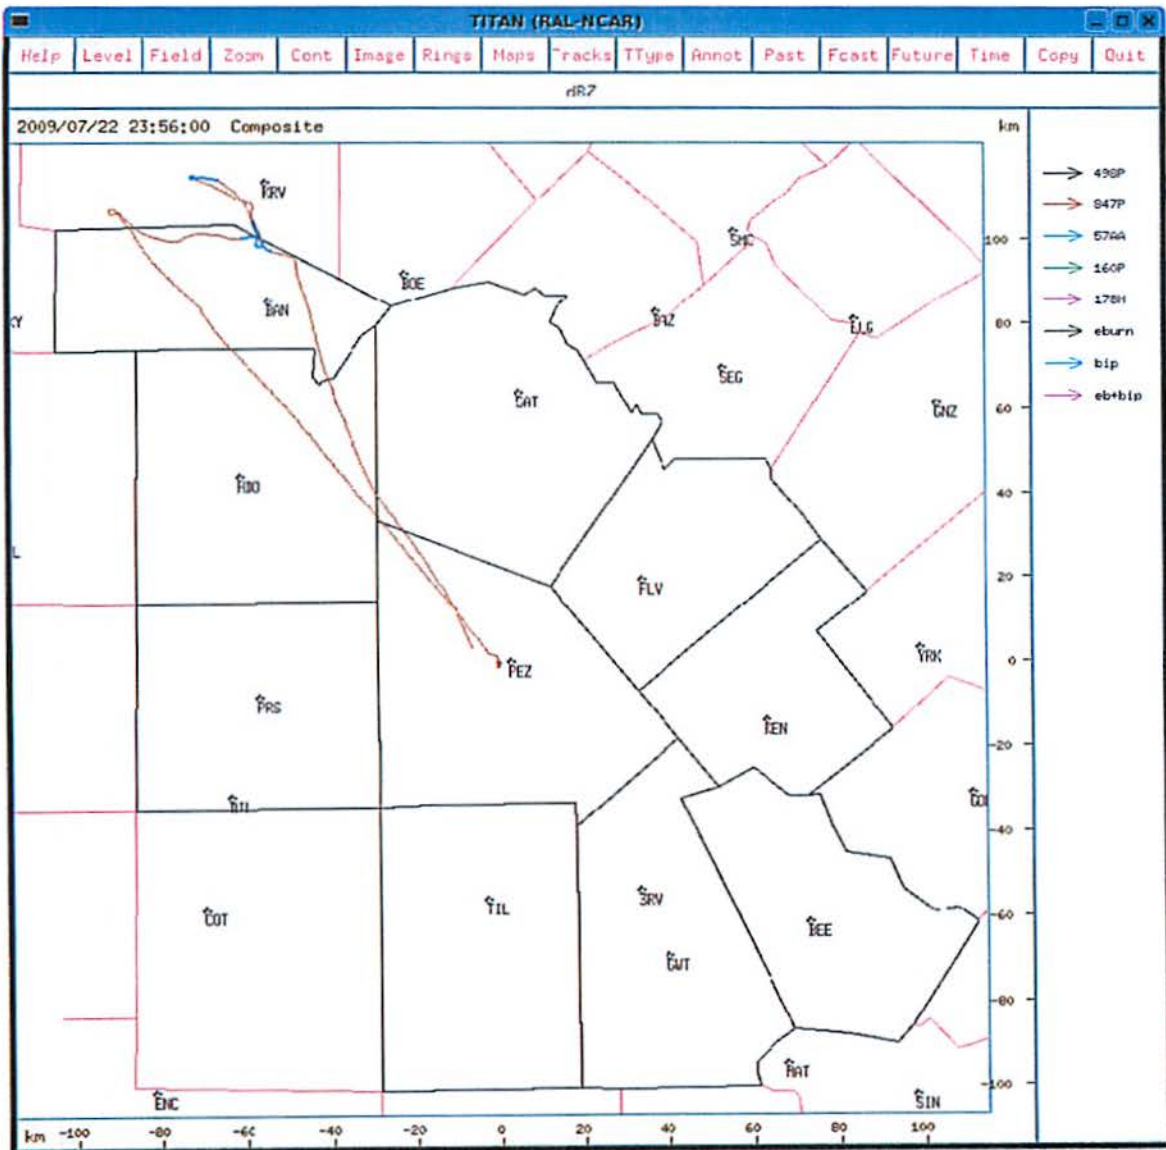 TITAN (RAL-NCAR)
Help Level Field Zoom Cont Image Rings Maps Tracks TType Annot Past Fcast Future Time Copy Quit
dBZ
2009/07/22 23:56:00 Composite km
498P
847P
57AA
160P
178H
eburn
bip
eb+bip
KRV
SMC
100
BOE
BAN
BAZ
ELG
80
SEG
CAT
GNZ
60
RDO
40
FLV
20
YRK
0
PEZ
PRS
KEN
-20
-40
SRV
TIL
COT
-60
BEE
GWT
-80
RAT
-100
ENC
SIN
km -100 -80 -60 -40 -20 0 20 40 60 80 100